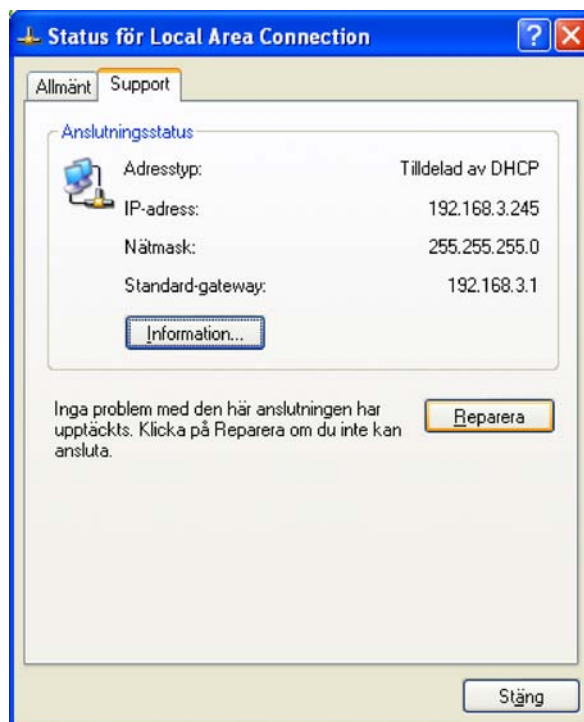 Status för Local Area Connection
Allmänt Support
Anslutningsstatus
Adresstyp: Tilldelad av DHCP
IP-adress: 192.168.3.245
Nätmask: 255.255.255.0
Standard-gateway: 192.168.3.1
Information...
Inga problem med den här anslutningen har
upptäckts. Klicka på Reparera om du inte kan
ansluta.
Reparera
Stäng